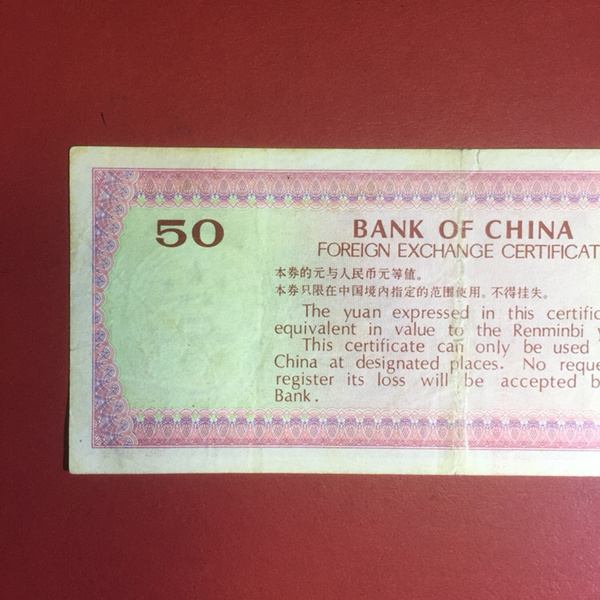 50
BANK OF CHINA
FOREIGN EXCHANGE CERTIFICAT
本券的元与人民币元等值。
本券只限在中国境内指定的范围使用。不得挂失。
The yuan expressed in this certific
equivalent in value to the Renminbi y
This certificate can only be used
China at designated places. No reque
register its loss will be accepted b
Bank.